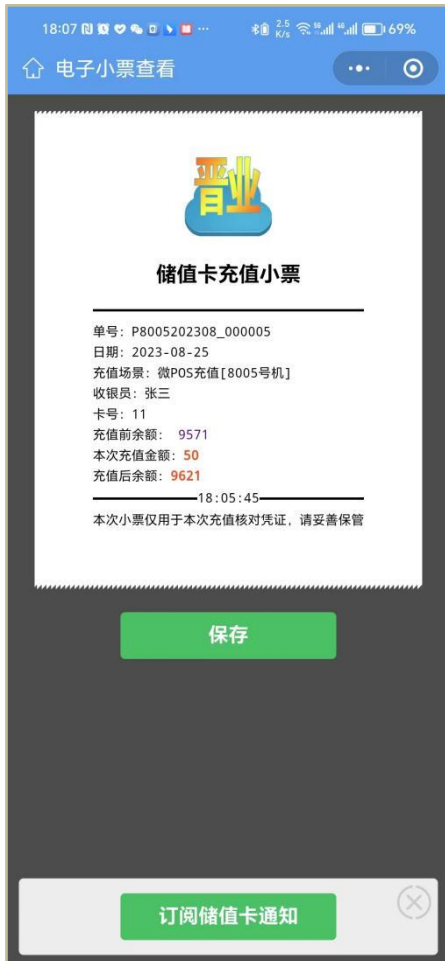 18:07
2.5
K/s
5G
4G
69%
电子小票查看
晋业
储值卡充值小票
单号: P8005202308_000005
日期: 2023-08-25
充值场景: 微POS充值[8005号机]
收银员: 张三
卡号: 11
充值前余额: 9571
本次充值金额: 50
充值后余额: 9621
18:05:45
本次小票仅用于本次充值核对凭证, 请妥善保管
保存
订阅储值卡通知